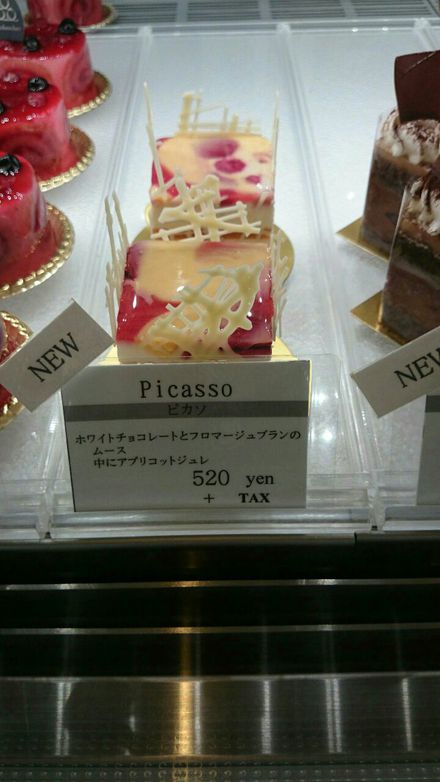 NEW
Picasso
ピカソ
ホワイトチョコレートとフロマージュブランの
ムース
中にアプリコットジュレ
520 yen
+ TAX
NEW